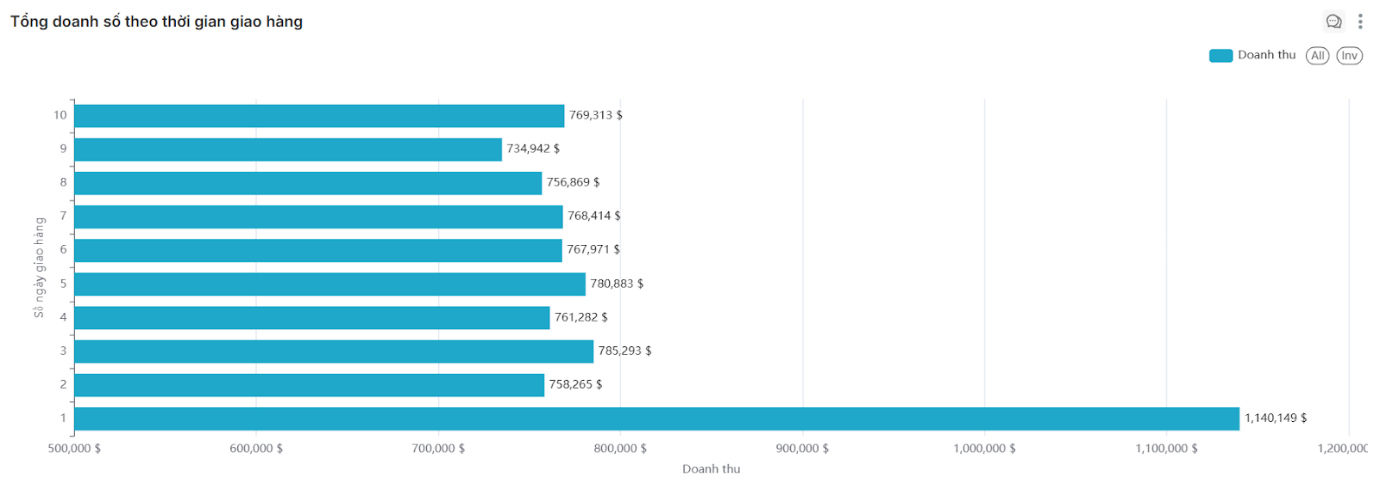 Tổng doanh số theo thời gian giao hàng
Doanh thu All Inv
10 769,313 $
9 734,942 $
8 756,869 $
7 768,414 $
6 767,971 $
5 780,883 $
4 761,282 $
3 785,293 $
2 758,265 $
1 1,140,149 $
Số ngày giao hàng
500,000 $ 600,000 $ 700,000 $ 800,000 $ 900,000 $ 1,000,000 $ 1,100,000 $ 1,200,000
Doanh thu